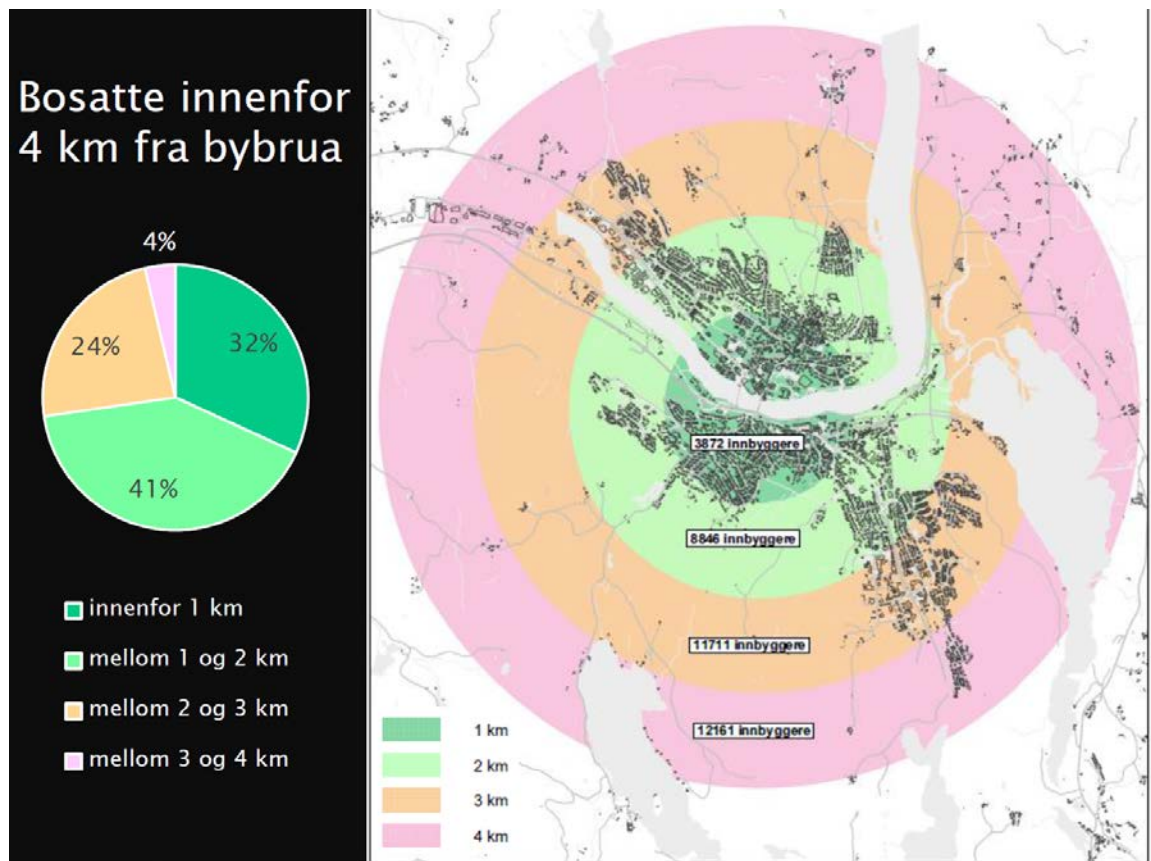 Bosatte innenfor
4 km fra bybrua
4%
32%
24%
41%
innenfor 1 km
mellom 1 og 2 km
mellom 2 og 3 km
mellom 3 og 4 km
3872 innbyggere
8846 innbyggere
11711 innbyggere
12161 innbyggere
1 km
2 km
3 km
4 km